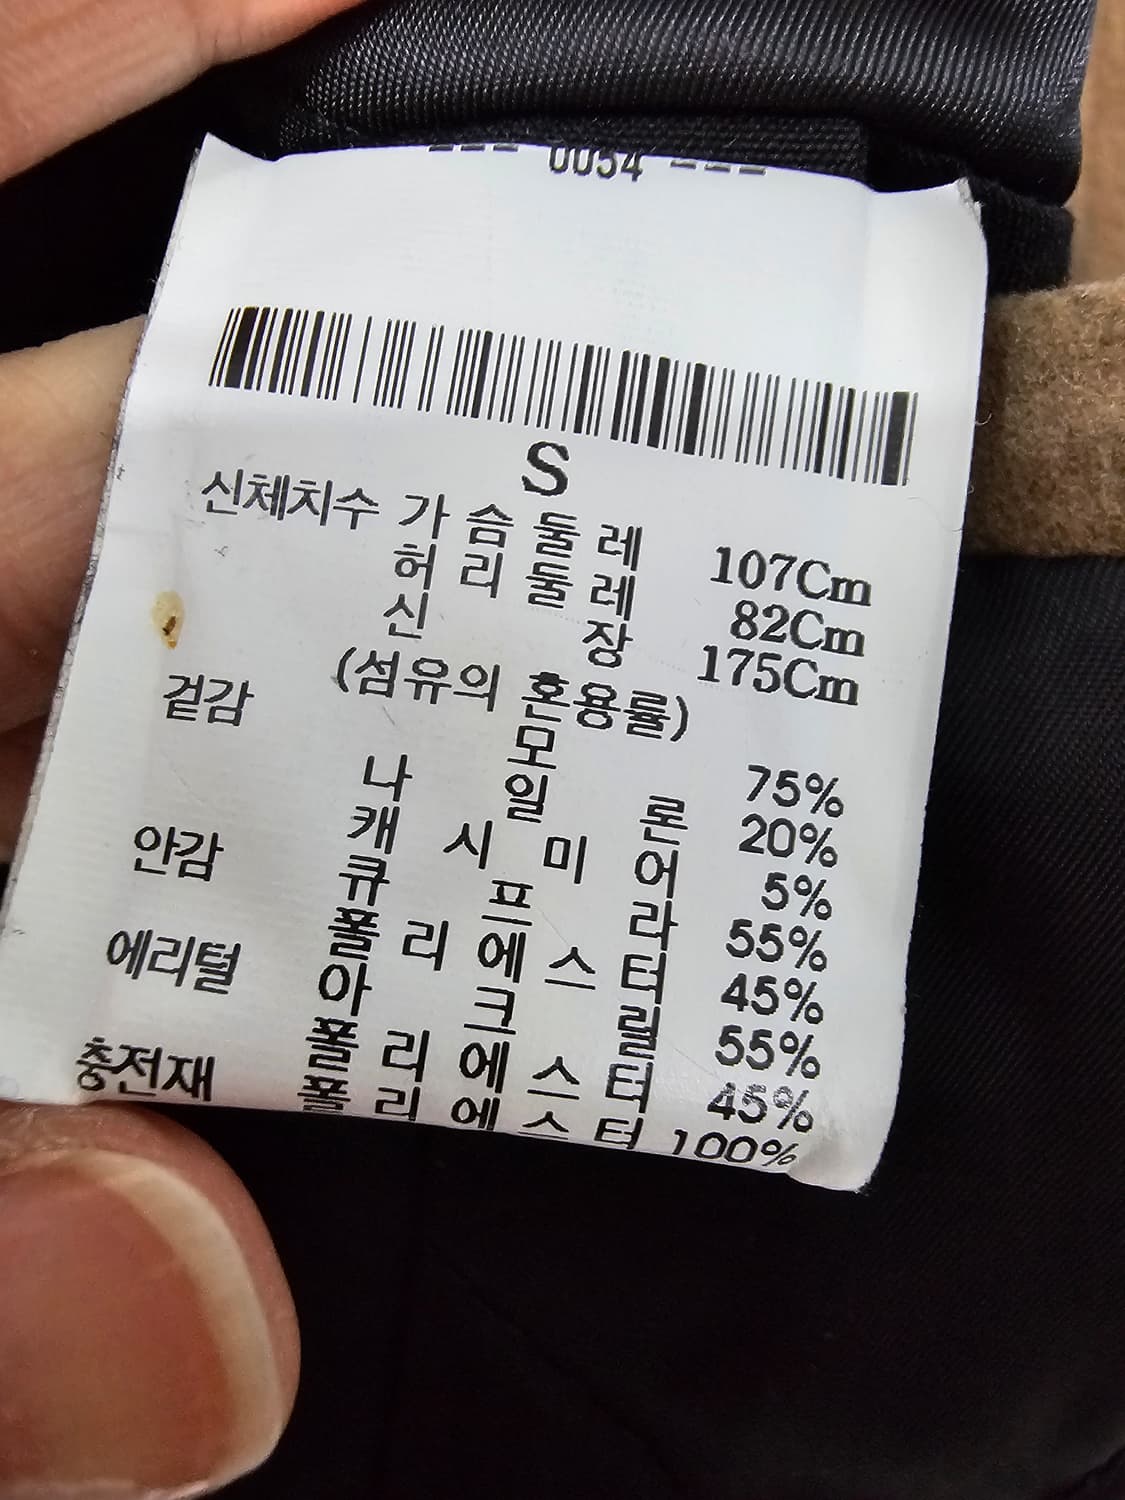 --- 0054 ---
S
신체치수 가슴둘레 107Cm
허리둘레 82Cm
신장 175Cm
(섬유의 혼용률)
겉감 모 75%
나일론 20%
캐시미어 5%
안감 큐프라 55%
폴리에스터 45%
에리털 아크릴 55%
폴리에스터 45%
충전재 폴리에스터 100%